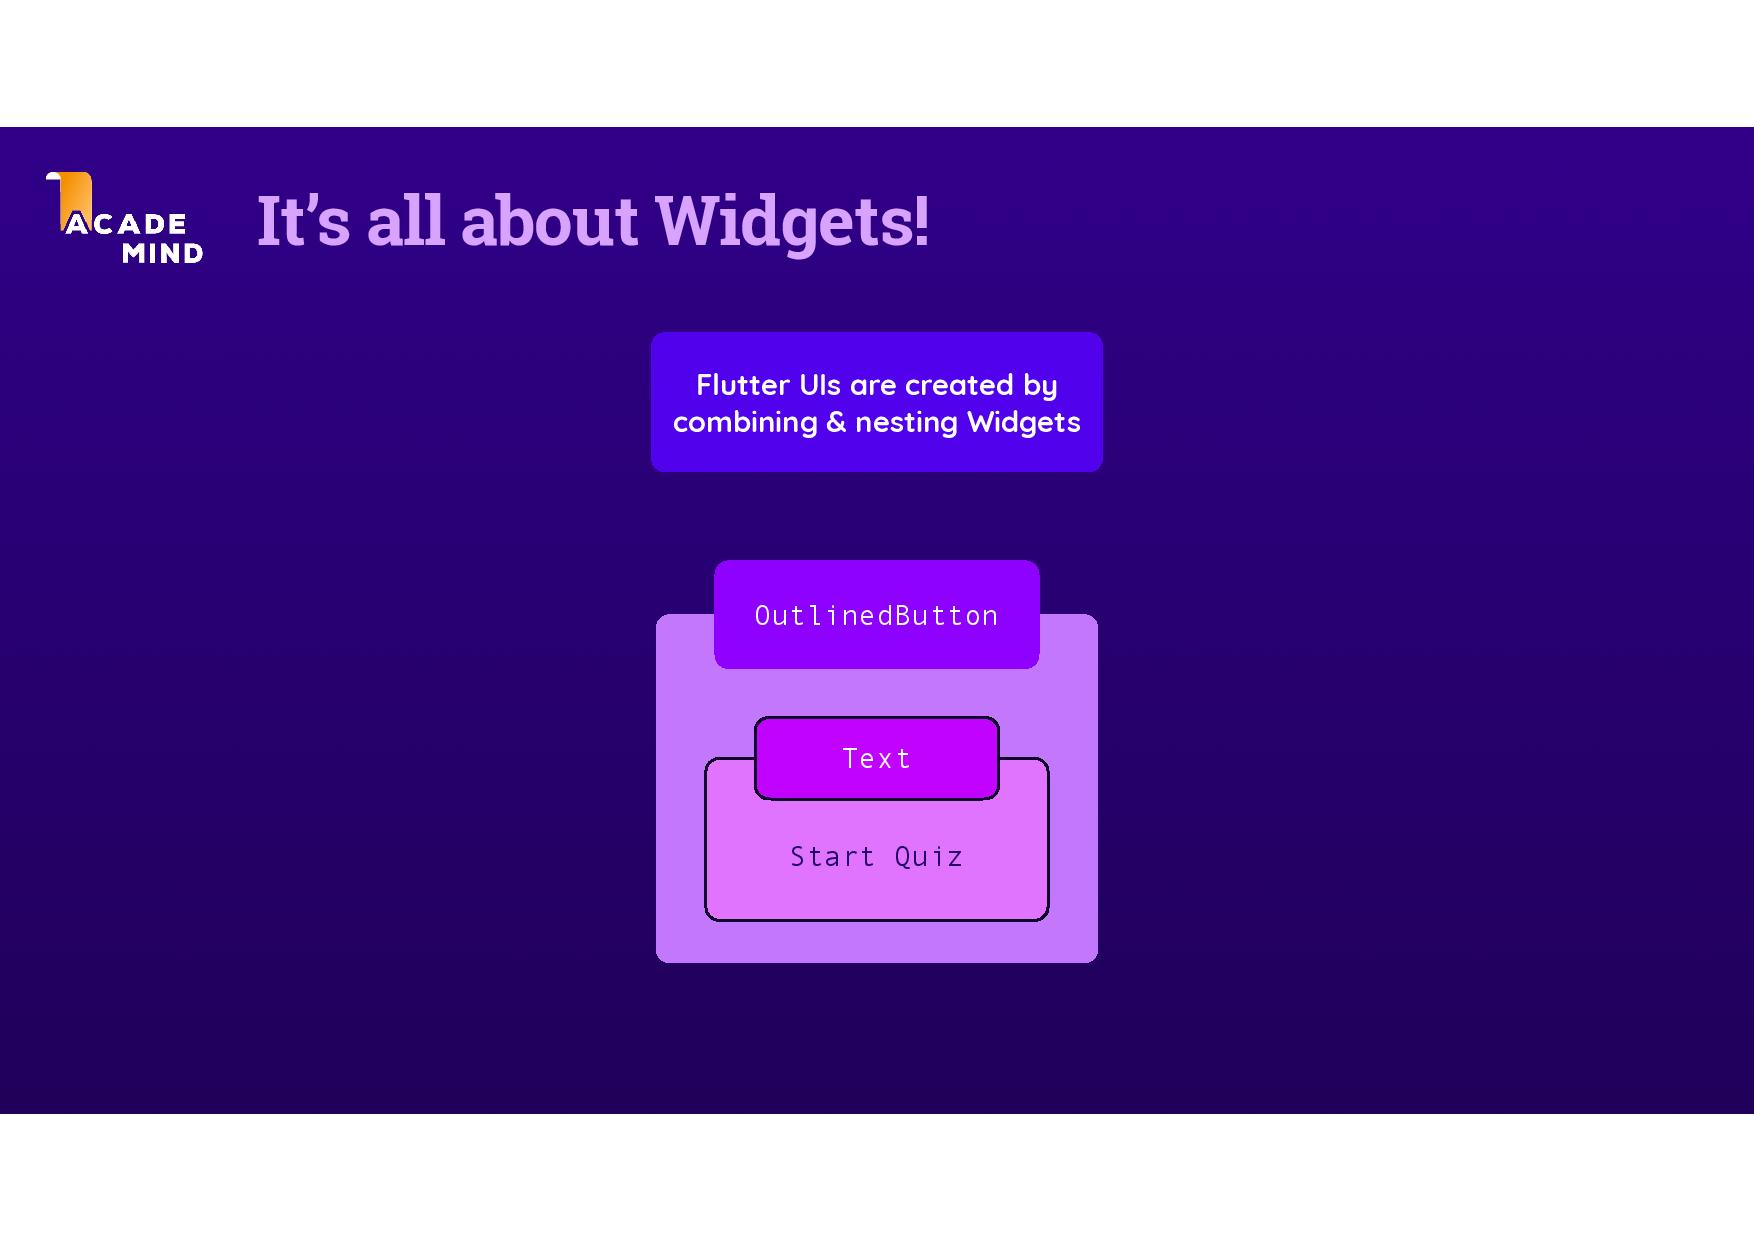 ACADE
MIND
It’s all about Widgets!
Flutter UIs are created by
combining & nesting Widgets
OutlinedButton
Text
Start Quiz